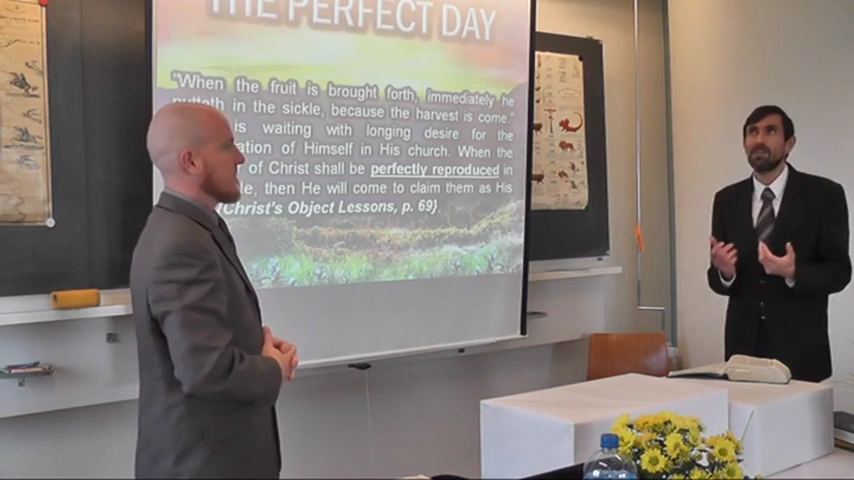 THE PERFECT DAY
"When the fruit is brought forth, immediately he
putteth in the sickle, because the harvest is come."
is waiting with longing desire for the
of Himself in His church. When the
of Christ shall be perfectly reproduced in
then He will come to claim them as His
Christ's Object Lessons, p. 69}